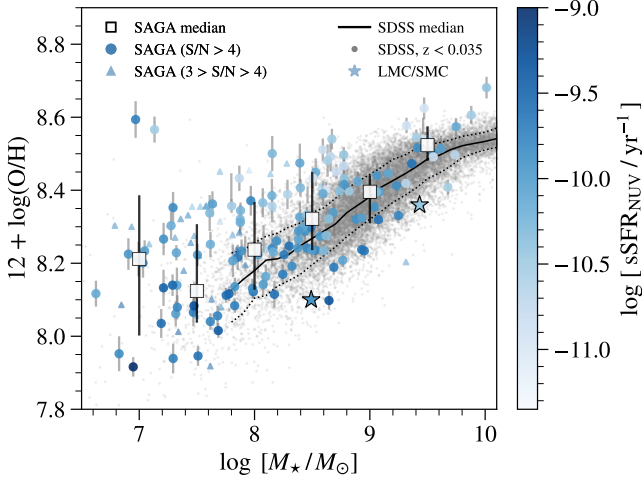 SAGA median
SAGA (S/N > 4)
SAGA (3 > S/N > 4)
SDSS median
SDSS, z < 0.035
LMC/SMC
12 + log(O/H)
8.8
8.6
8.4
8.2
8.0
7.8
7
8
9
10
log [M⋆/M⊙]
−9.0
−9.5
−10.0
−10.5
−11.0
log [ sSFR_NUV / yr⁻¹ ]